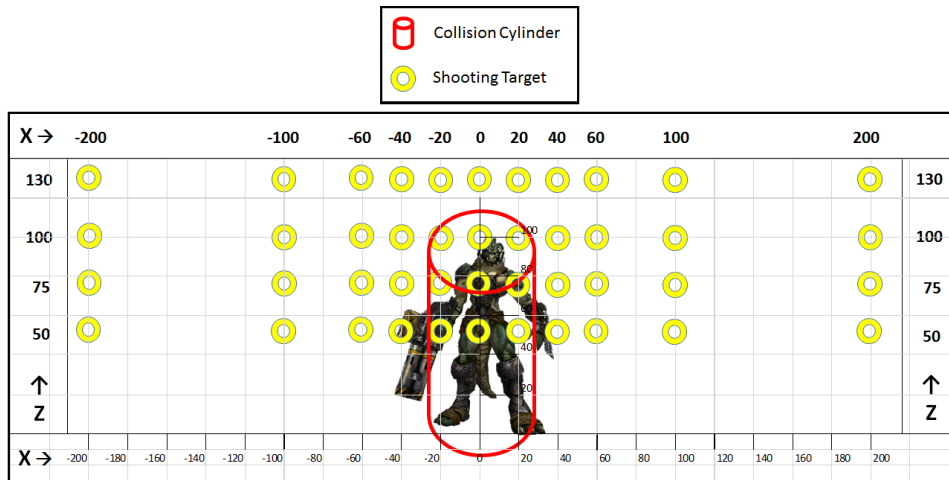 Collision Cylinder
Shooting Target
X → -200 -100 -60 -40 -20 0 20 40 60 100 200
130 130
100 100 100
80
75 75
60
50 50
40
20
↑ ↑
Z Z
X → -200 -180 -160 -140 -120 -100 -80 -60 -40 -20 0 20 40 60 80 100 120 140 160 180 200